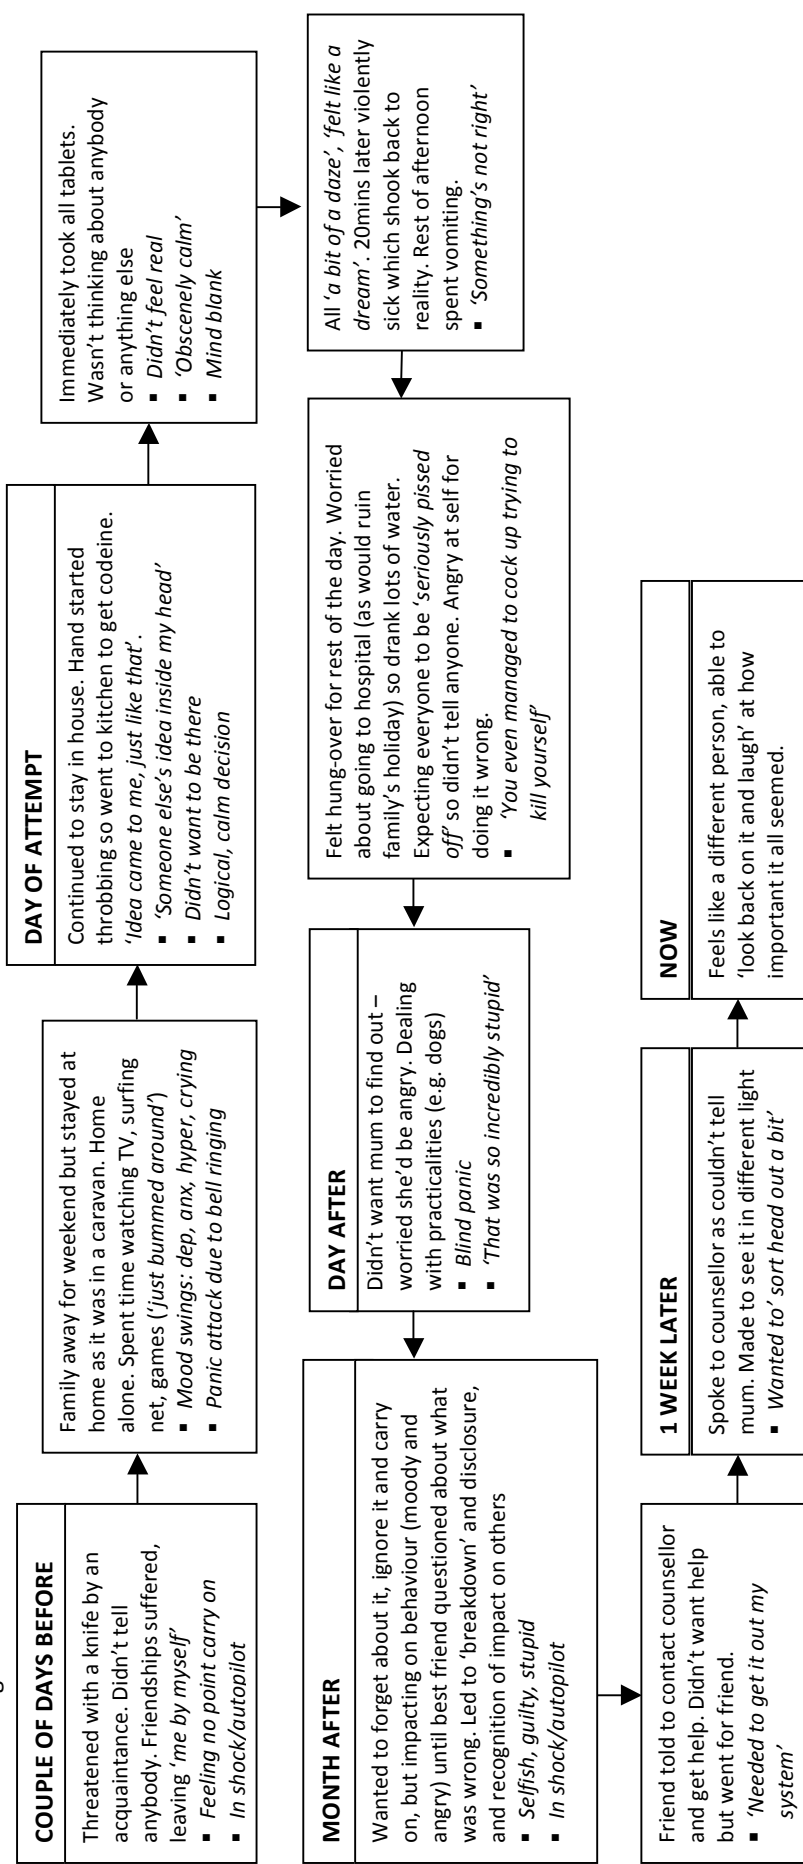 COUPLE OF DAYS BEFORE
Threatened with a knife by an
acquaintance. Didn't tell
anybody. Friendships suffered,
leaving 'me by myself'
▪ Feeling no point carry on
▪ In shock/autopilot
Family away for weekend but stayed at
home as it was in a caravan. Home
alone. Spent time watching TV, surfing
net, games ('just bummed around')
▪ Mood swings: dep, anx, hyper, crying
▪ Panic attack due to bell ringing
DAY OF ATTEMPT
Continued to stay in house. Hand started
throbbing so went to kitchen to get codeine.
'Idea came to me, just like that'.
▪ 'Someone else's idea inside my head'
▪ Didn't want to be there
▪ Logical, calm decision
Immediately took all tablets.
Wasn't thinking about anybody
or anything else
▪ Didn't feel real
▪ 'Obscenely calm'
▪ Mind blank
All 'a bit of a daze', 'felt like a
dream'. 20mins later violently
sick which shook back to
reality. Rest of afternoon
spent vomiting.
▪ 'Something's not right'
Felt hung-over for rest of the day. Worried
about going to hospital (as would ruin
family's holiday) so drank lots of water.
Expecting everyone to be 'seriously pissed
off' so didn't tell anyone. Angry at self for
doing it wrong.
▪ 'You even managed to cock up trying to
kill yourself'
DAY AFTER
Didn't want mum to find out –
worried she'd be angry. Dealing
with practicalities (e.g. dogs)
▪ Blind panic
▪ 'That was so incredibly stupid'
MONTH AFTER
Wanted to forget about it, ignore it and carry
on, but impacting on behaviour (moody and
angry) until best friend questioned about what
was wrong. Led to 'breakdown' and disclosure,
and recognition of impact on others
▪ Selfish, guilty, stupid
▪ In shock/autopilot
Friend told to contact counsellor
and get help. Didn't want help
but went for friend.
▪ 'Needed to get it out my
system'
1 WEEK LATER
Spoke to counsellor as couldn't tell
mum. Made to see it in different light
▪ Wanted to' sort head out a bit'
NOW
Feels like a different person, able to
'look back on it and laugh' at how
important it all seemed.